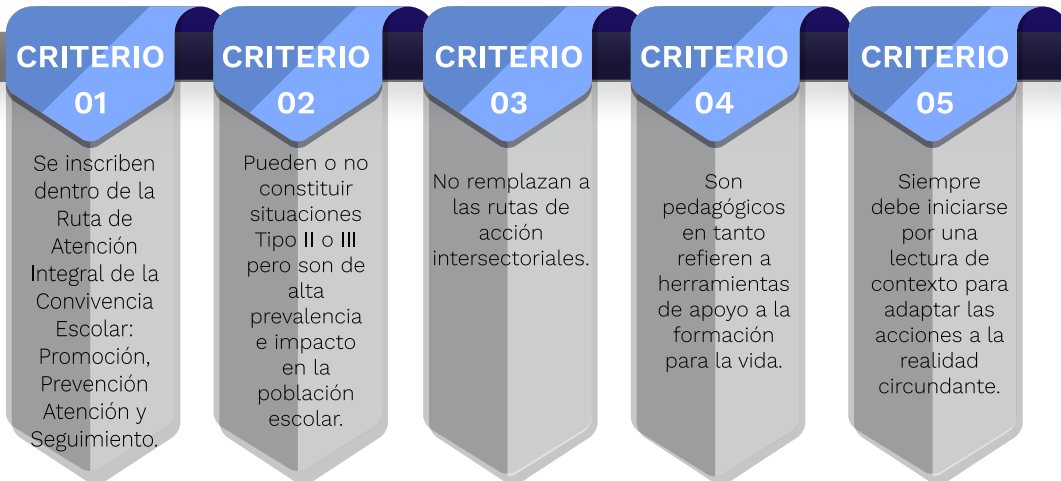 CRITERIO
01
Se inscriben
dentro de la
Ruta de
Atención
Integral de la
Convivencia
Escolar:
Promoción,
Prevención
Atención y
Seguimiento.
CRITERIO
02
Pueden o no
constituir
situaciones
Tipo II o III
pero son de
alta
prevalencia
e impacto
en la
población
escolar.
CRITERIO
03
No remplazan a
las rutas de
acción
intersectoriales.
CRITERIO
04
Son
pedagógicos
en tanto
refieren a
herramientas
de apoyo a la
formación
para la vida.
CRITERIO
05
Siempre
debe iniciarse
por una
lectura de
contexto para
adaptar las
acciones a la
realidad
circundante.